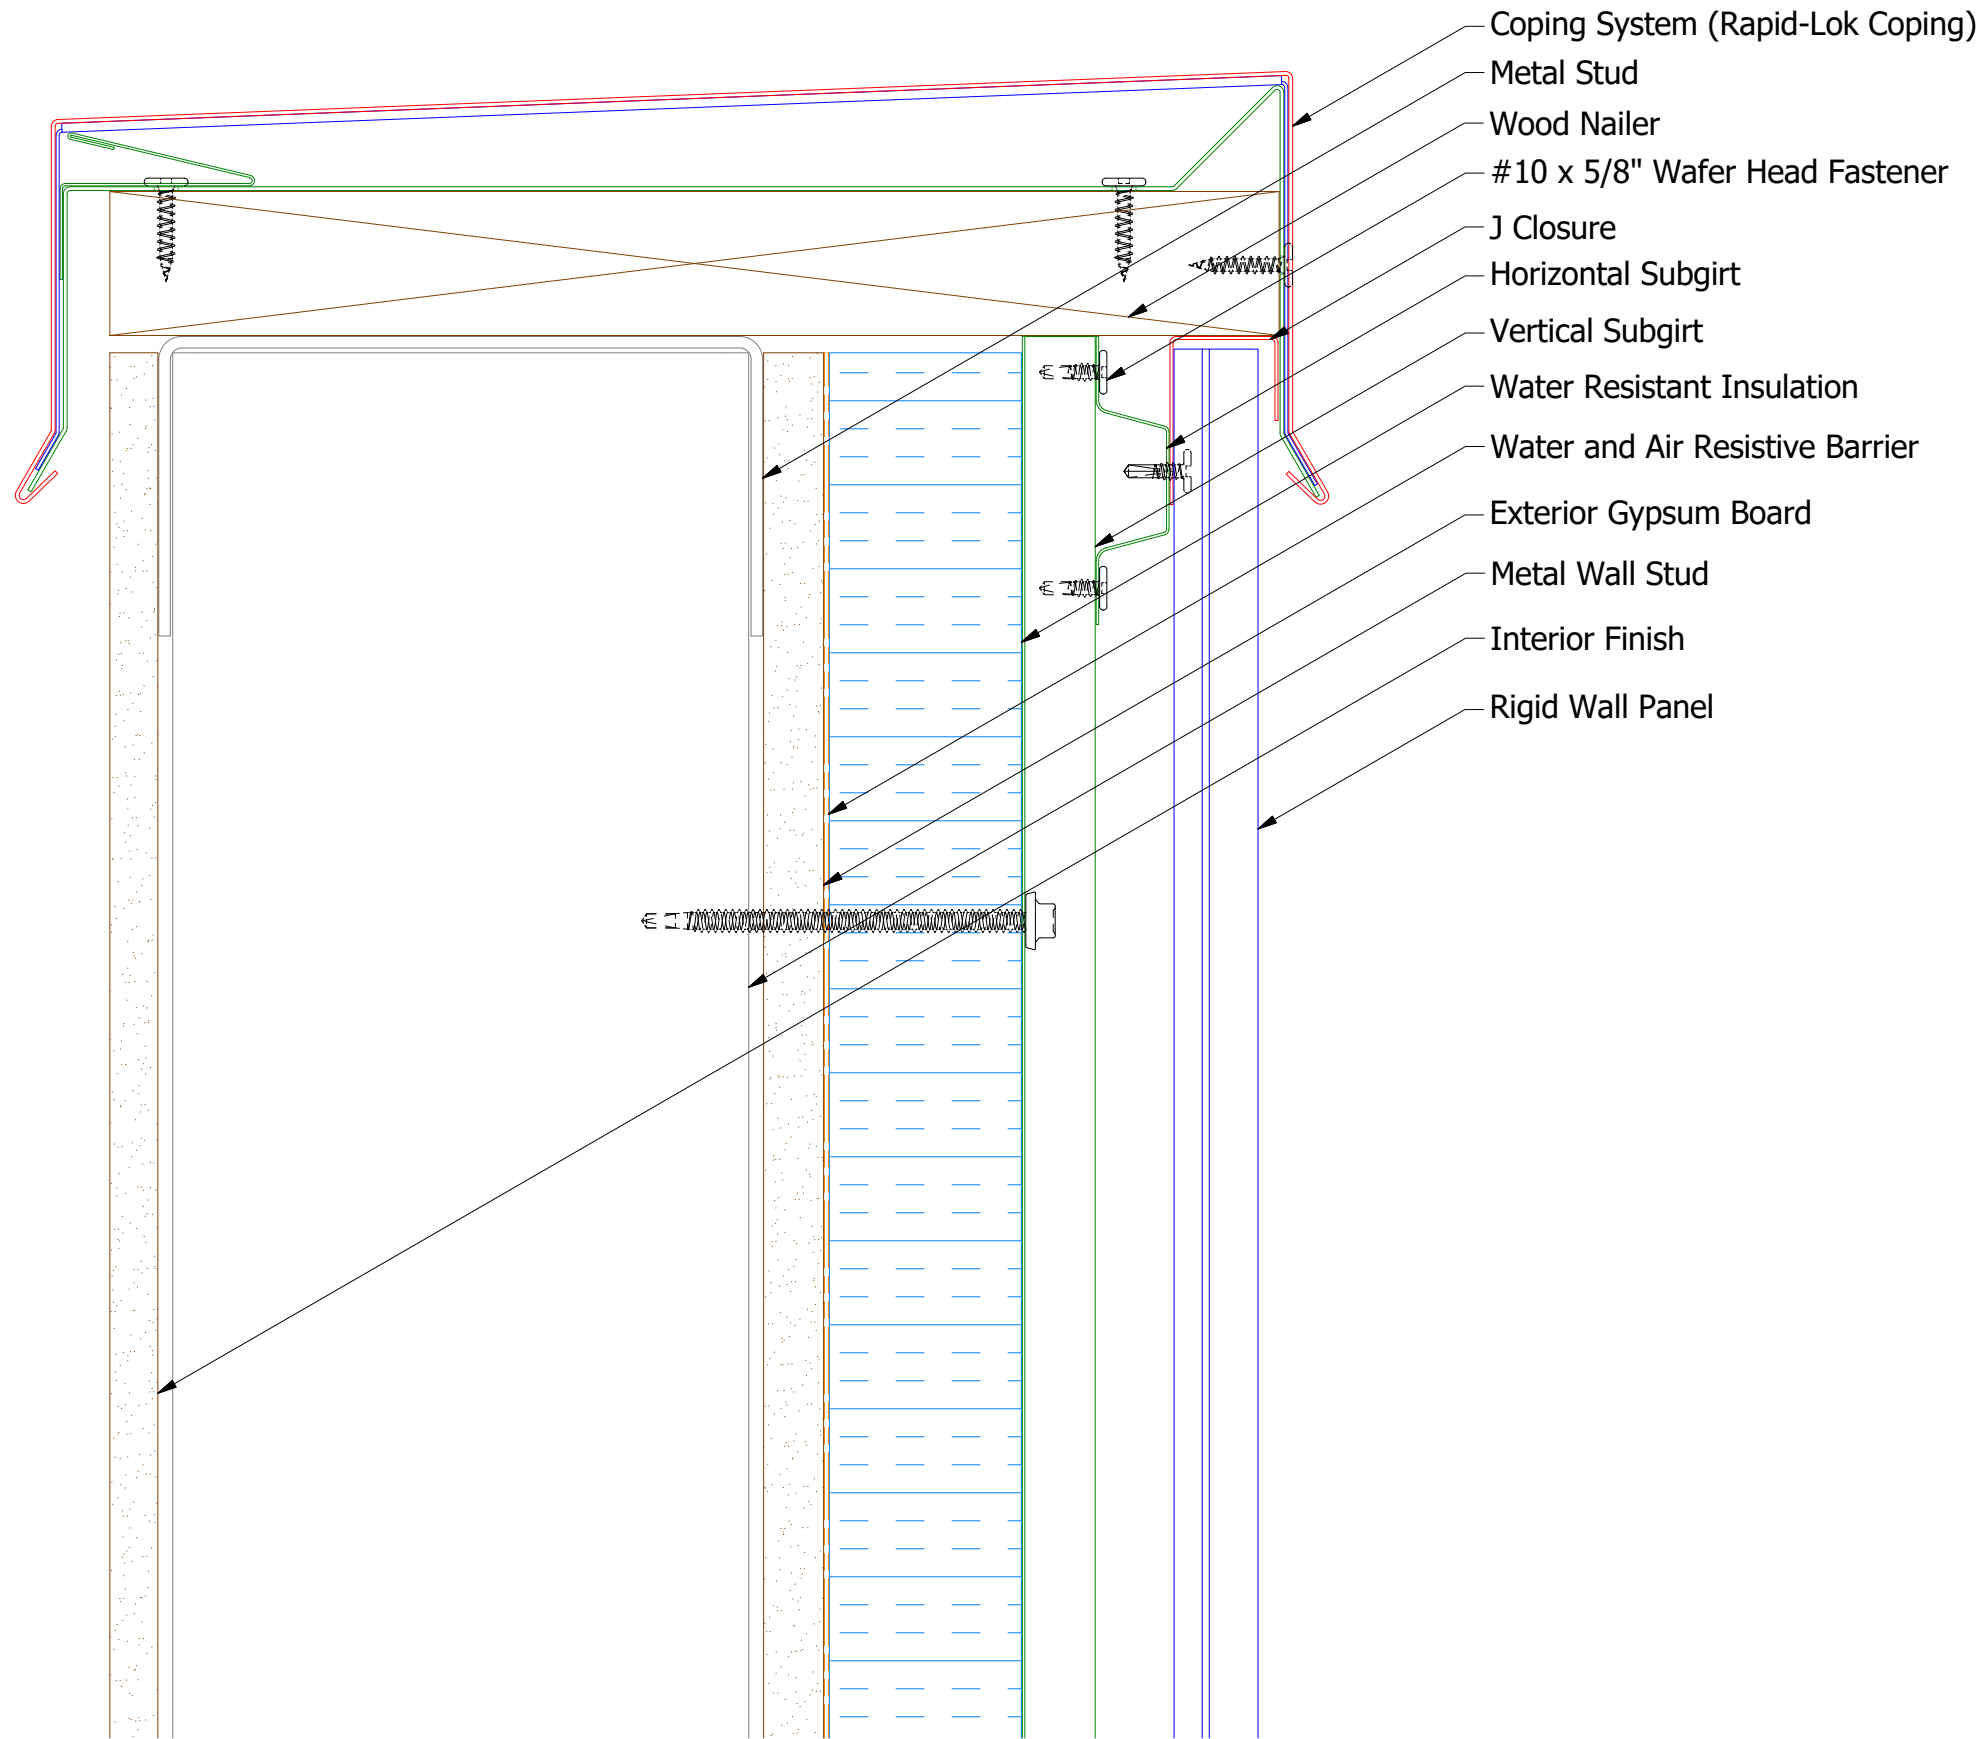 Coping System (Rapid-Lok Coping)
Metal Stud
Wood Nailer
#10 x 5/8" Wafer Head Fastener
J Closure
Horizontal Subgirt
Vertical Subgirt
Water Resistant Insulation
Water and Air Resistive Barrier
Exterior Gypsum Board
Metal Wall Stud
Interior Finish
Rigid Wall Panel